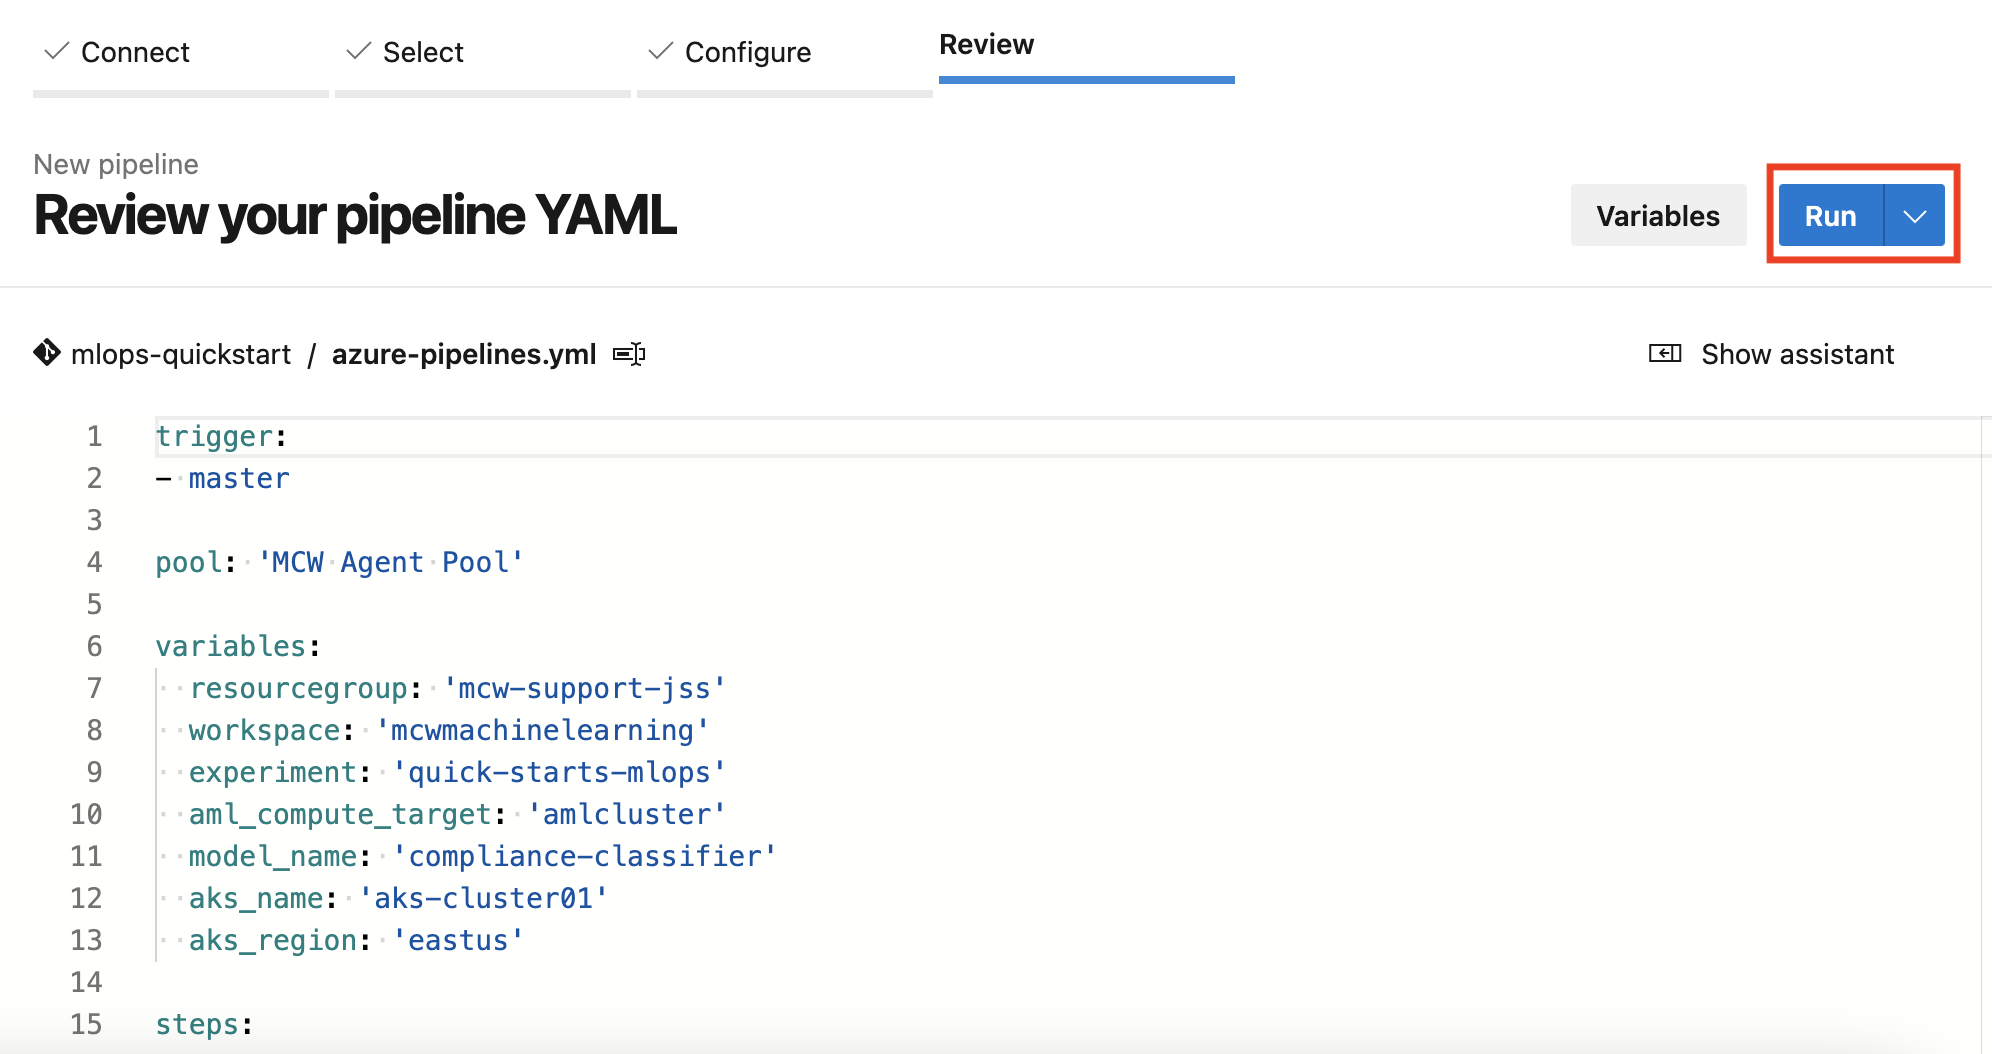 Connect
Select
Configure
Review
New pipeline
Review your pipeline YAML
Variables
Run
mlops-quickstart / azure-pipelines.yml
Show assistant
1 trigger:
2 - master
3
4 pool: 'MCW Agent Pool'
5
6 variables:
7   resourcegroup: 'mcw-support-jss'
8   workspace: 'mcwmachinelearning'
9   experiment: 'quick-starts-mlops'
10   aml_compute_target: 'amlcluster'
11   model_name: 'compliance-classifier'
12   aks_name: 'aks-cluster01'
13   aks_region: 'eastus'
14
15 steps: